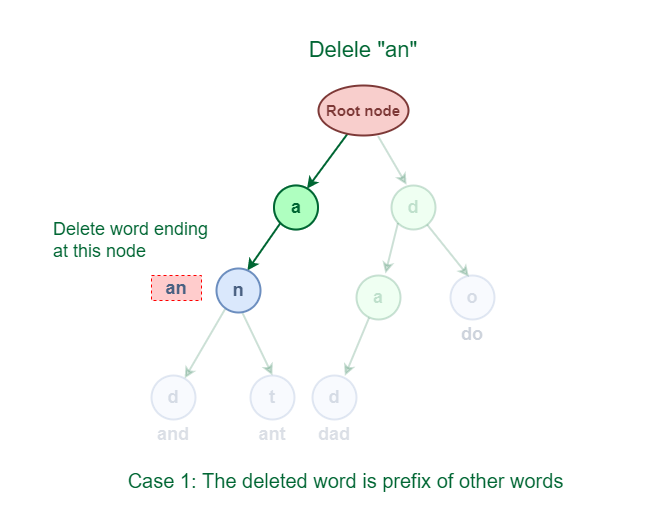 Delele "an"
Root node
a
d
Delete word ending
at this node
an
n
a
o
do
d
t
d
and
ant
dad
Case 1: The deleted word is prefix of other words